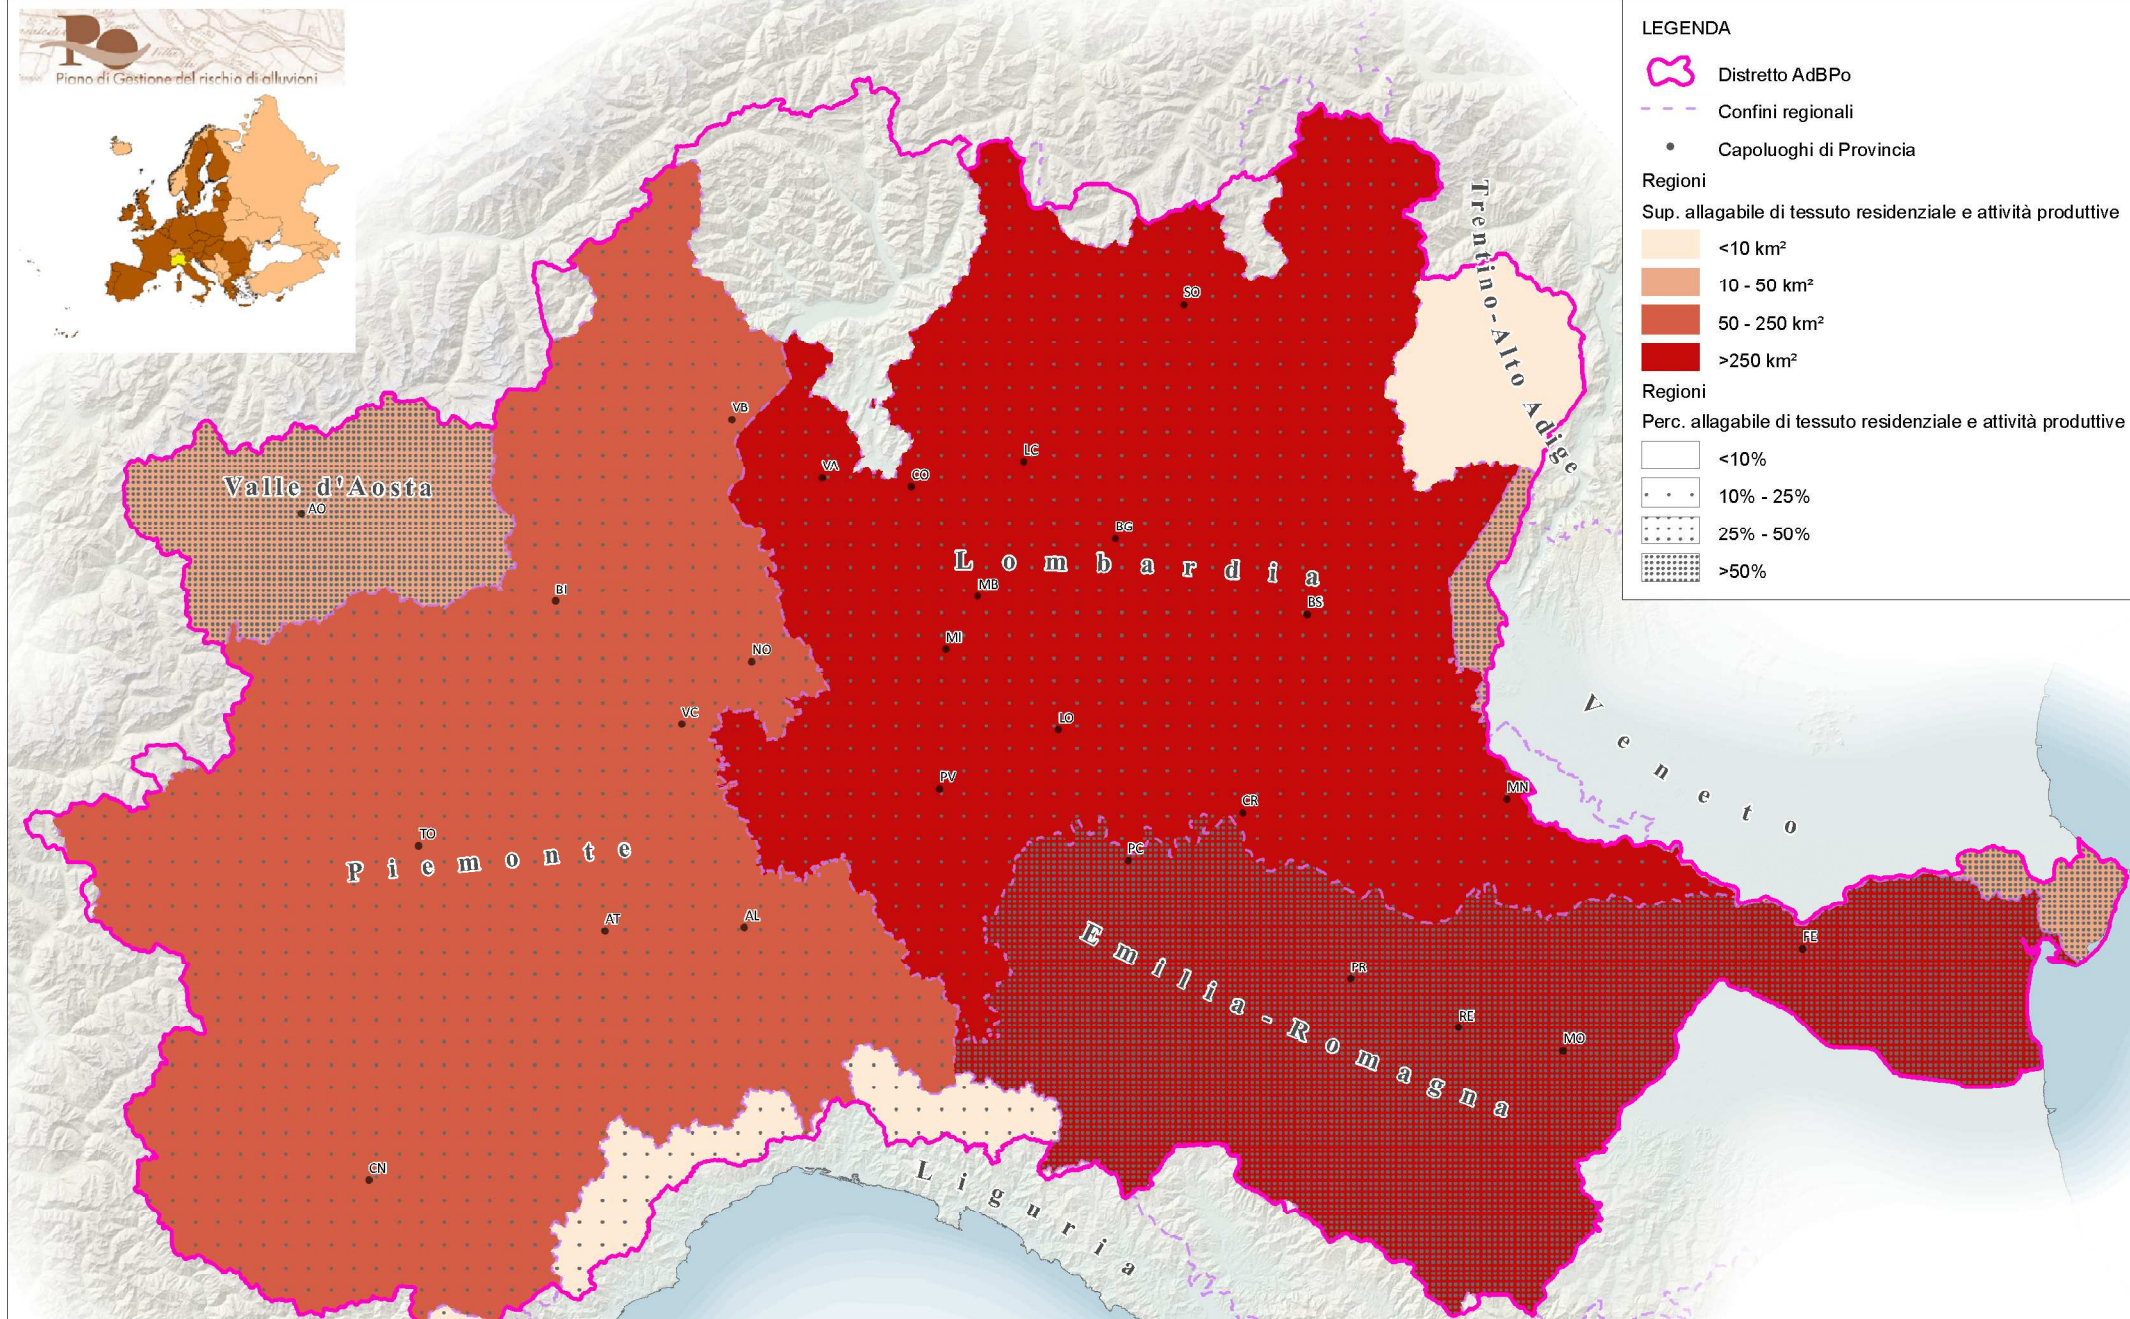 PO
Piano di Gestione del rischio di alluvioni
LEGENDA
Distretto AdBPo
Confini regionali
Capoluoghi di Provincia
Regioni
Sup. allagabile di tessuto residenziale e attività produttive
<10 km²
10 - 50 km²
50 - 250 km²
>250 km²
Regioni
Perc. allagabile di tessuto residenziale e attività produttive
<10%
10% - 25%
25% - 50%
>50%
Trentino-Alto Adige
SO
VB
VA
CO
LC
Valle d'Aosta
AO
BG
Lombardia
BI
MB
BS
MI
NO
VC
LO
Veneto
PV
CR
MN
TO
Piemonte
PC
AT
AL
Emilia-Romagna
FE
PR
RE
MO
CN
Liguria